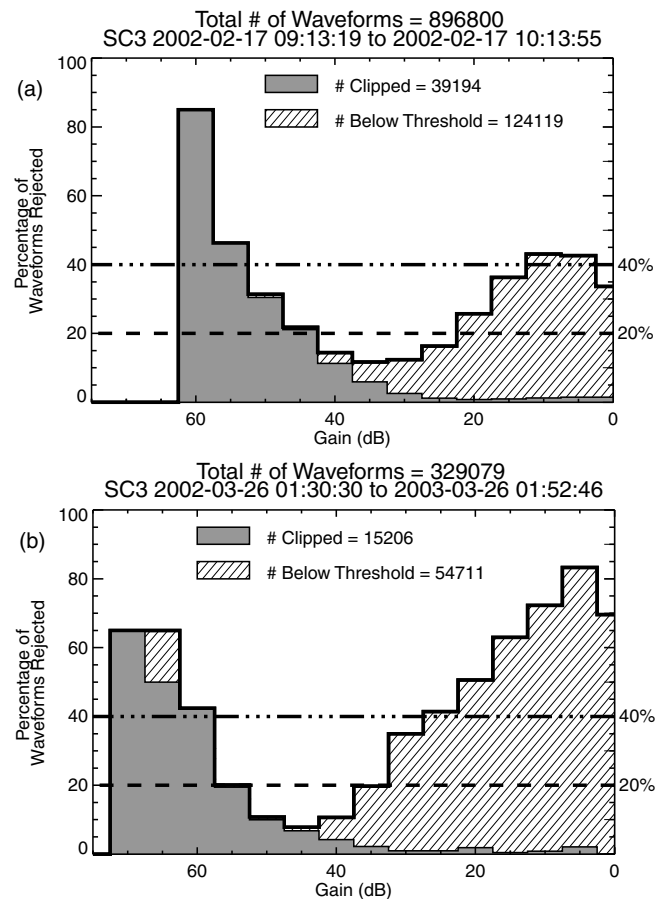 Total # of Waveforms = 896800
SC3 2002-02-17 09:13:19 to 2002-02-17 10:13:55
(a)
# Clipped = 39194
# Below Threshold = 124119
Percentage of
Waveforms Rejected
100
80
60
40
20
0
40%
20%
60
40
20
0
Gain (dB)
Total # of Waveforms = 329079
SC3 2002-03-26 01:30:30 to 2003-03-26 01:52:46
(b)
# Clipped = 15206
# Below Threshold = 54711
Percentage of
Waveforms Rejected
100
80
60
40
20
0
40%
20%
60
40
20
0
Gain (dB)